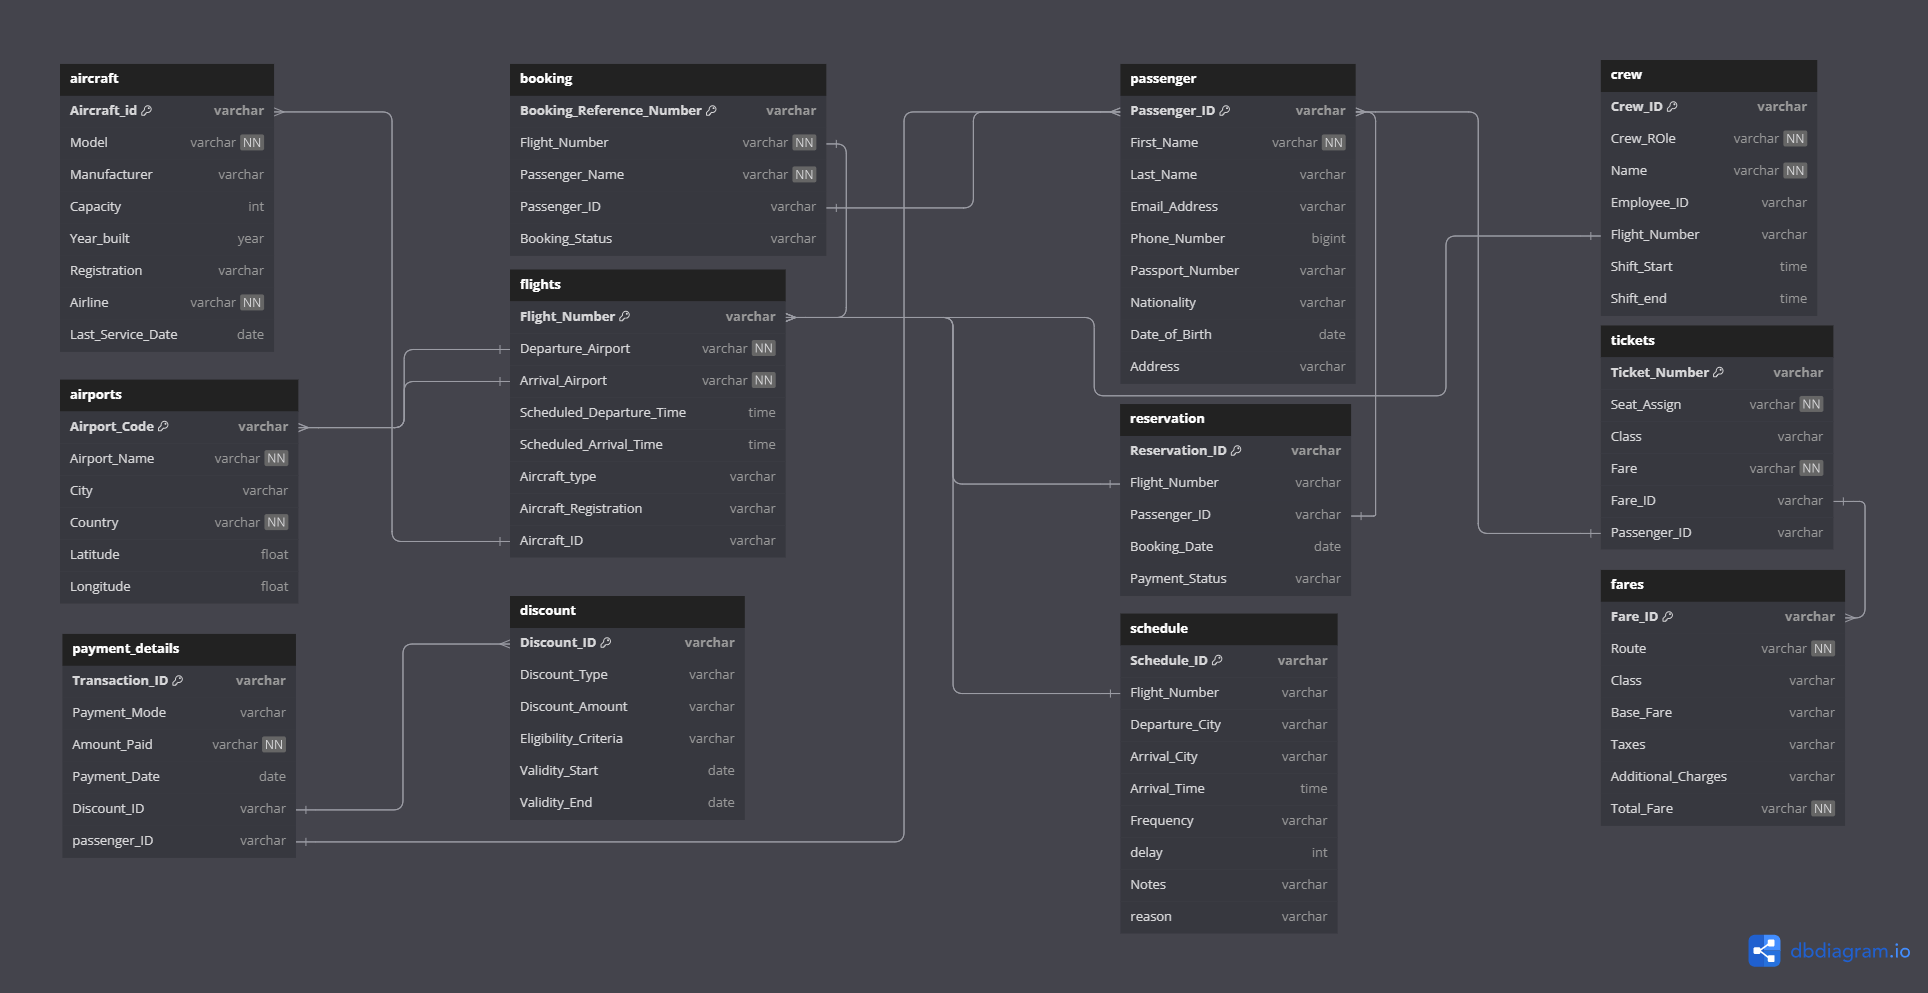 aircraft
Aircraft_id varchar
Model varchar NN
Manufacturer varchar
Capacity int
Year_built year
Registration varchar
Airline varchar NN
Last_Service_Date date
airports
Airport_Code varchar
Airport_Name varchar NN
City varchar
Country varchar NN
Latitude float
Longitude float
payment_details
Transaction_ID varchar
Payment_Mode varchar
Amount_Paid varchar NN
Payment_Date date
Discount_ID varchar
passenger_ID varchar
booking
Booking_Reference_Number varchar
Flight_Number varchar NN
Passenger_Name varchar NN
Passenger_ID varchar
Booking_Status varchar
flights
Flight_Number varchar
Departure_Airport varchar NN
Arrival_Airport varchar NN
Scheduled_Departure_Time time
Scheduled_Arrival_Time time
Aircraft_type varchar
Aircraft_Registration varchar
Aircraft_ID varchar
discount
Discount_ID varchar
Discount_Type varchar
Discount_Amount varchar
Eligibility_Criteria varchar
Validity_Start date
Validity_End date
passenger
Passenger_ID varchar
First_Name varchar NN
Last_Name varchar
Email_Address varchar
Phone_Number bigint
Passport_Number varchar
Nationality varchar
Date_of_Birth date
Address varchar
reservation
Reservation_ID varchar
Flight_Number varchar
Passenger_ID varchar
Booking_Date date
Payment_Status varchar
schedule
Schedule_ID varchar
Flight_Number varchar
Departure_City varchar
Arrival_City varchar
Arrival_Time time
Frequency varchar
delay int
Notes varchar
reason varchar
crew
Crew_ID varchar
Crew_ROle varchar NN
Name varchar NN
Employee_ID varchar
Flight_Number varchar
Shift_Start time
Shift_end time
tickets
Ticket_Number varchar
Seat_Assign varchar NN
Class varchar
Fare varchar NN
Fare_ID varchar
Passenger_ID varchar
fares
Fare_ID varchar
Route varchar NN
Class varchar
Base_Fare varchar
Taxes varchar
Additional_Charges varchar
Total_Fare varchar NN
dbdiagram.io